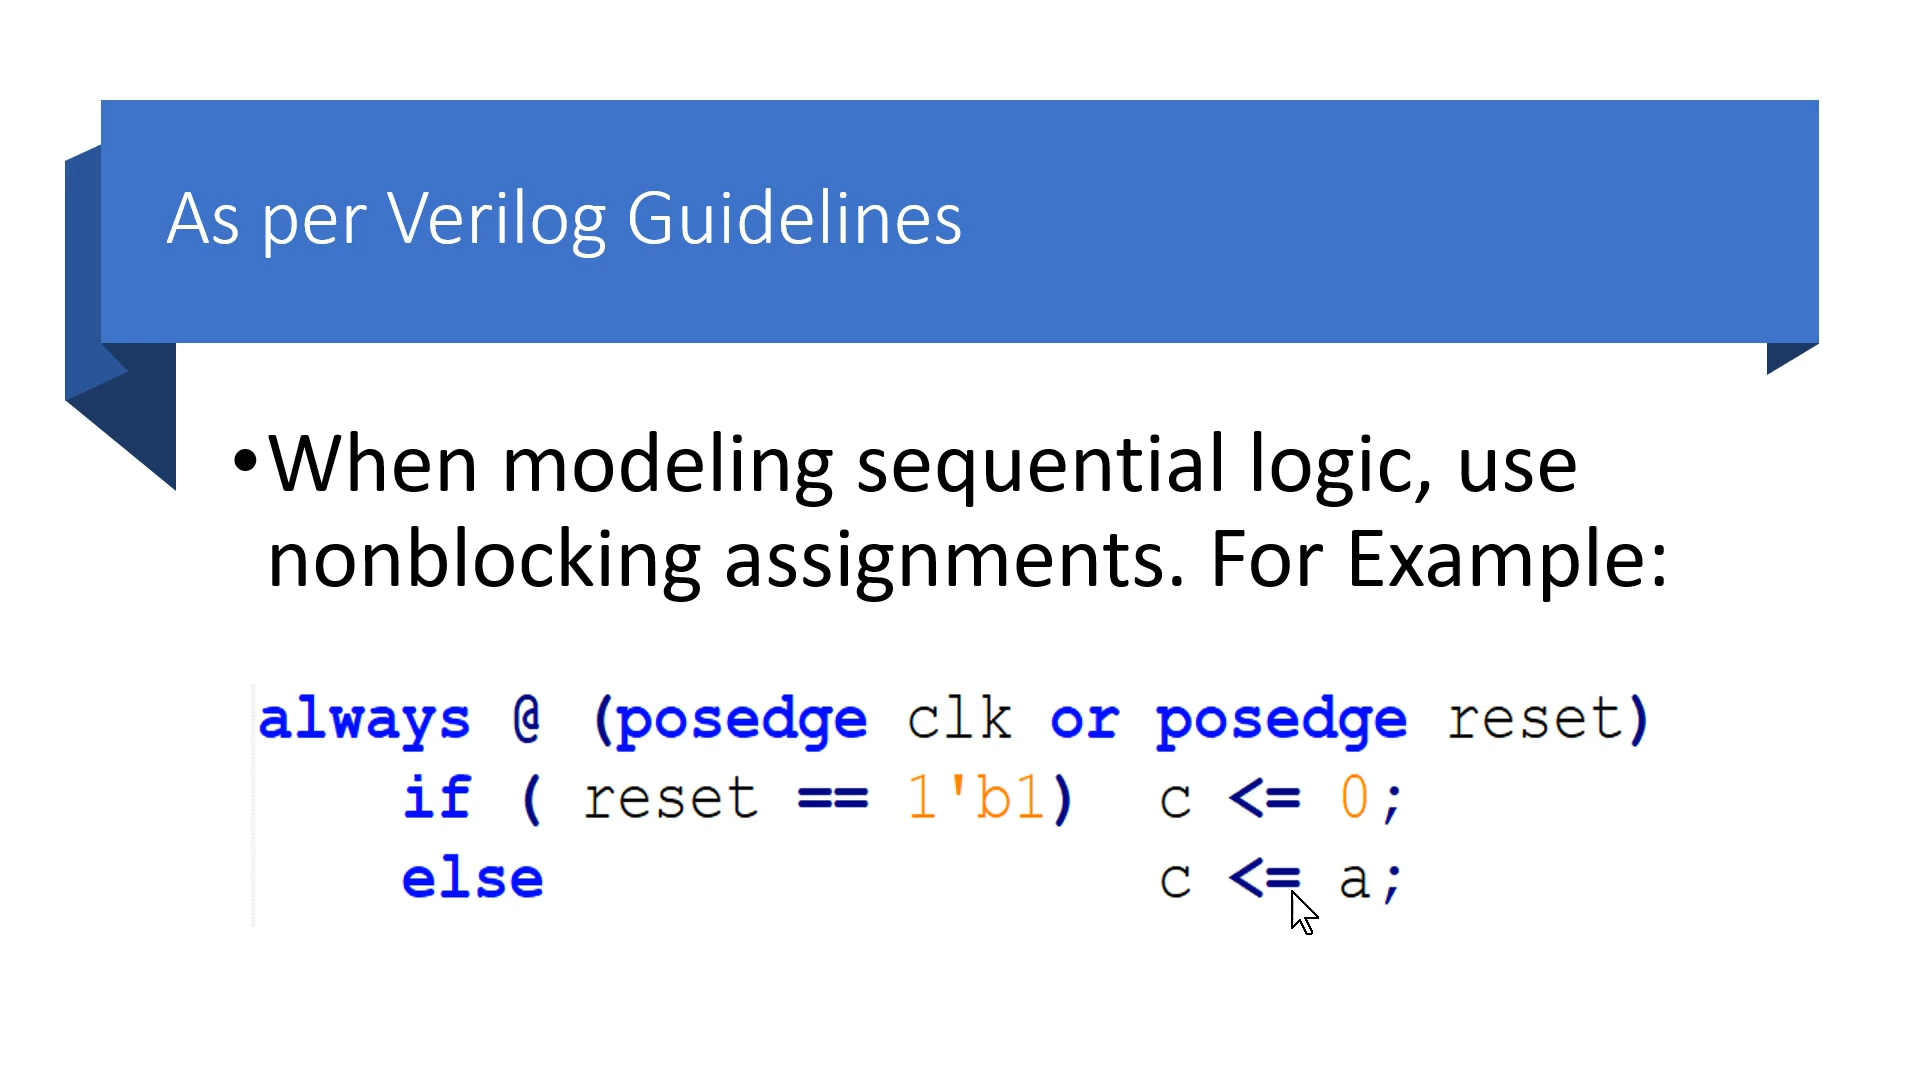 As per Verilog Guidelines
•When modeling sequential logic, use
nonblocking assignments. For Example:
always @ (posedge clk or posedge reset)
if ( reset == 1'b1) c <= 0;
else c <= a;